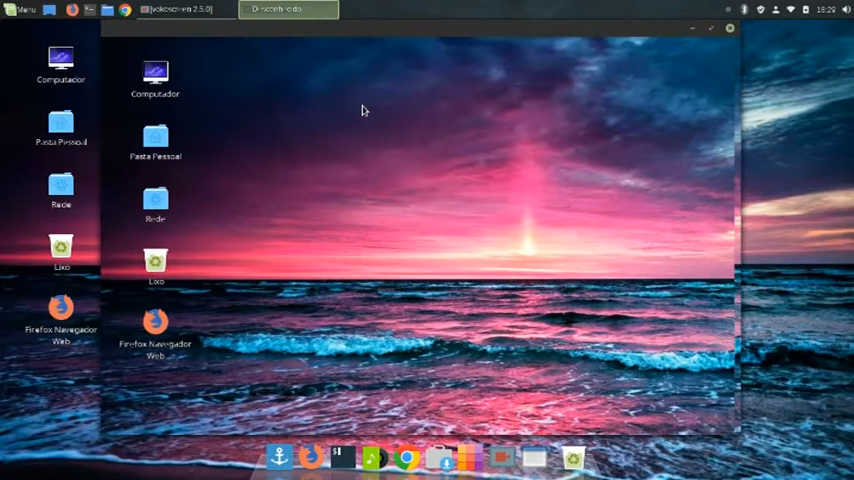 Menu
[vokoscreen 2.5.0]
Desconhecido
18:29
Computador
Pasta Pessoal
Rede
Lixo
Firefox Navegador
Web
Computador
Pasta Pessoal
Rede
Lixo
Firefox Navegador
Web